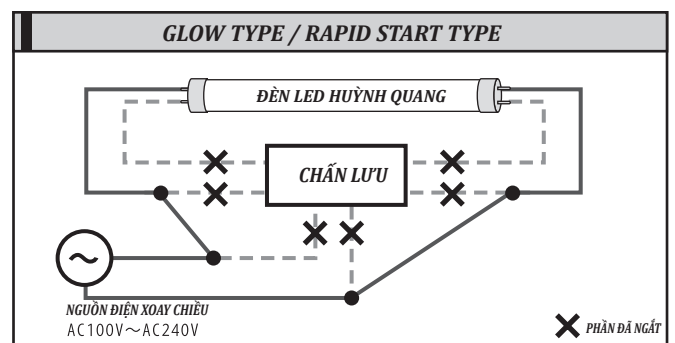 GLOW TYPE / RAPID START TYPE
ĐÈN LED HUỲNH QUANG
CHẤN LƯU
NGUỒN ĐIỆN XOAY CHIỀU
AC100V～AC240V
PHẦN ĐÃ NGẮT